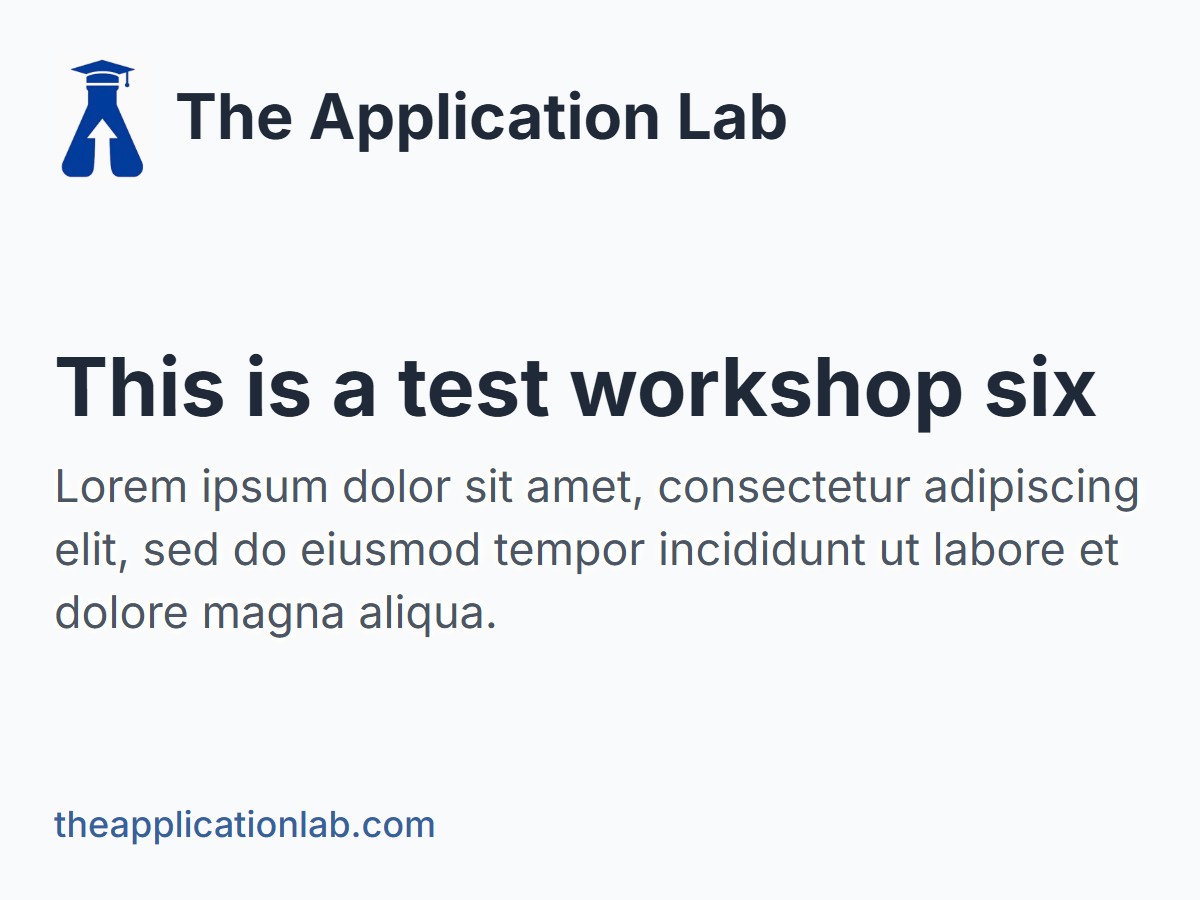 The Application Lab
This is a test workshop six
Lorem ipsum dolor sit amet, consectetur adipiscing
elit, sed do eiusmod tempor incididunt ut labore et
dolore magna aliqua.
theapplicationlab.com